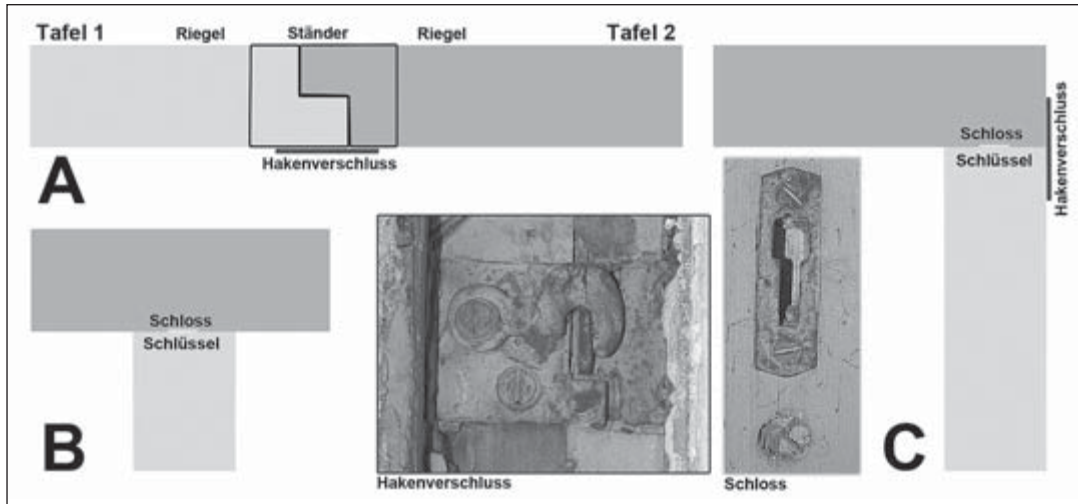 Tafel 1 Riegel Ständer Riegel Tafel 2
Hakenverschluss
A
Schloss
Schlüssel
Hakenverschluss
Schloss
Schlüssel
B
Hakenverschluss
Schloss
C